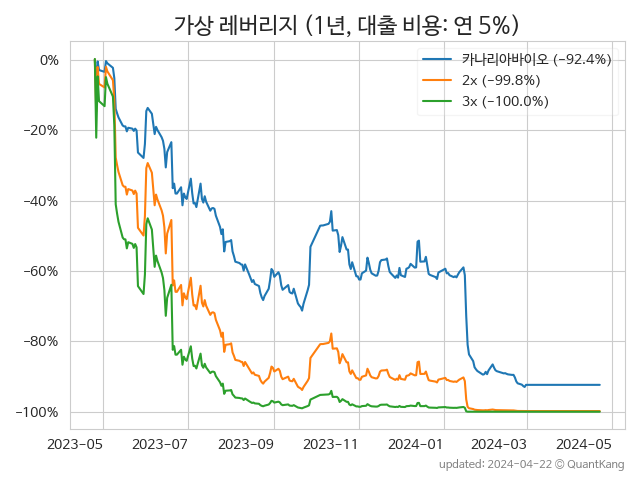 가상 레버리지 (1년, 대출 비용: 연 5%)
카나리아바이오 (−92.4%)
2x (−99.8%)
3x (−100.0%)
0%
−20%
−40%
−60%
−80%
−100%
2023-05 2023-07 2023-09 2023-11 2024-01 2024-03 2024-05
updated: 2024-04-22 © QuantKang